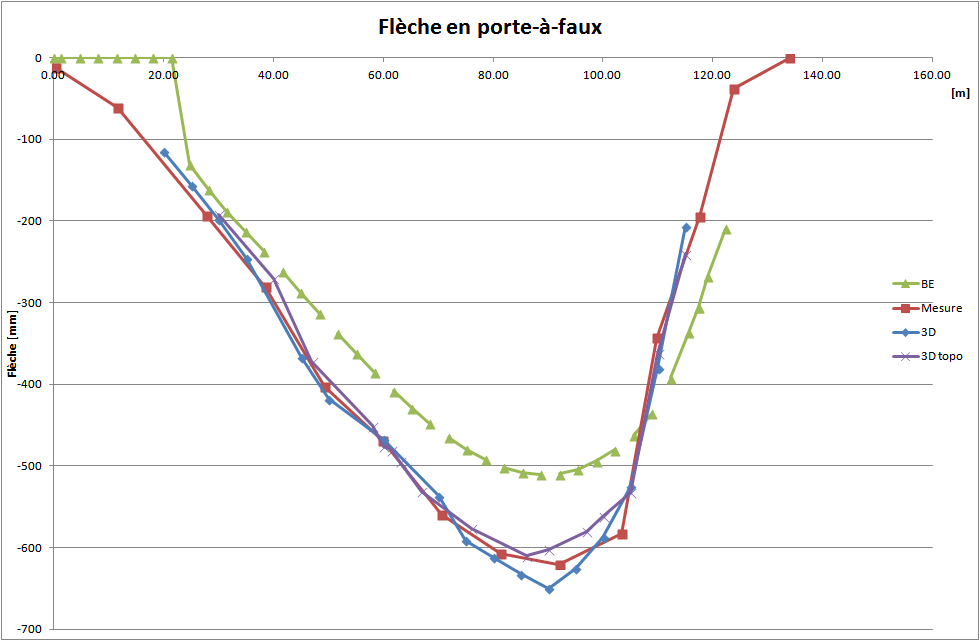 Flèche en porte-à-faux
0
0.00 20.00 40.00 60.00 80.00 100.00 120.00 140.00 160.00
[m]
-100
-200
-300
-400
-500
-600
-700
Flèche [mm]
BE
Mesure
3D
3D topo